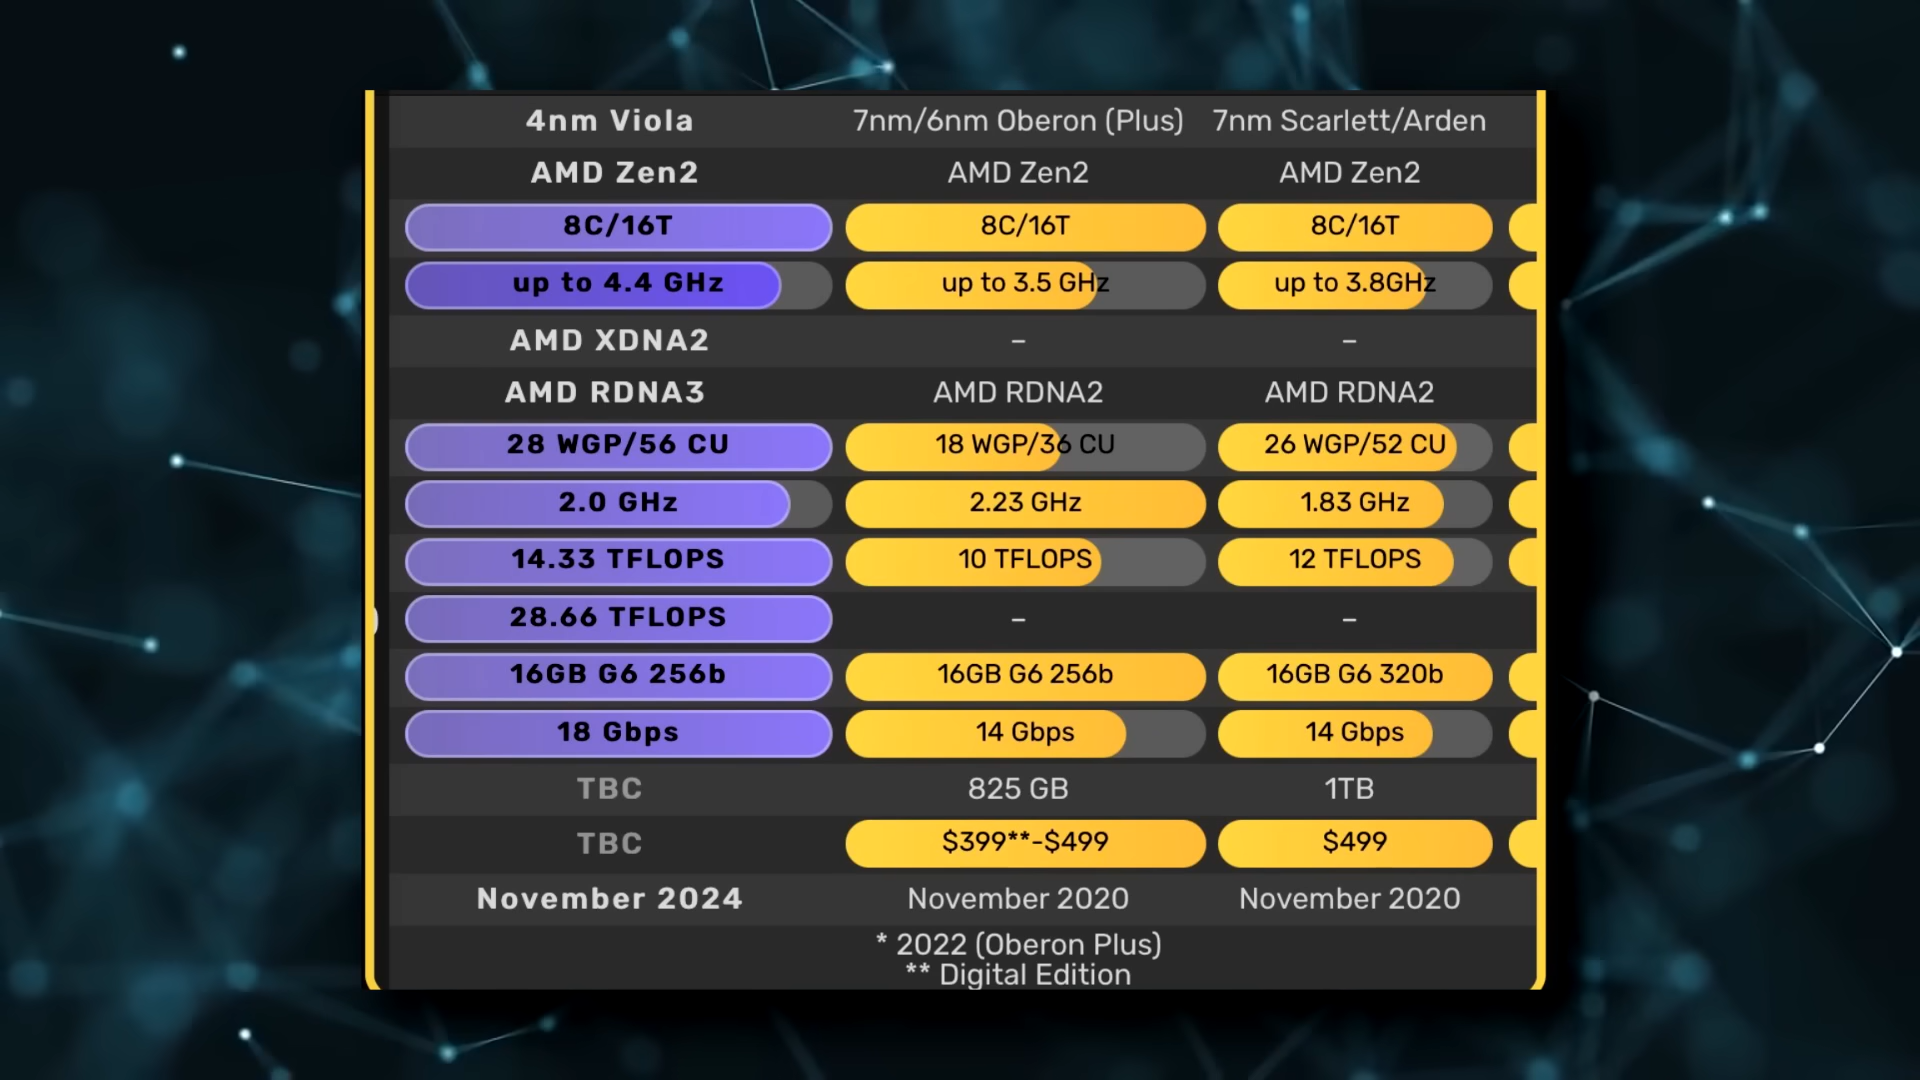 4nm Viola 7nm/6nm Oberon (Plus) 7nm Scarlett/Arden
AMD Zen2 AMD Zen2 AMD Zen2
8C/16T 8C/16T 8C/16T
up to 4.4 GHz up to 3.5 GHz up to 3.8GHz
AMD XDNA2 – –
AMD RDNA3 AMD RDNA2 AMD RDNA2
28 WGP/56 CU 18 WGP/36 CU 26 WGP/52 CU
2.0 GHz 2.23 GHz 1.83 GHz
14.33 TFLOPS 10 TFLOPS 12 TFLOPS
28.66 TFLOPS – –
16GB G6 256b 16GB G6 256b 16GB G6 320b
18 Gbps 14 Gbps 14 Gbps
TBC 825 GB 1TB
TBC $399**-$499 $499
November 2024 November 2020 November 2020
* 2022 (Oberon Plus)
** Digital Edition